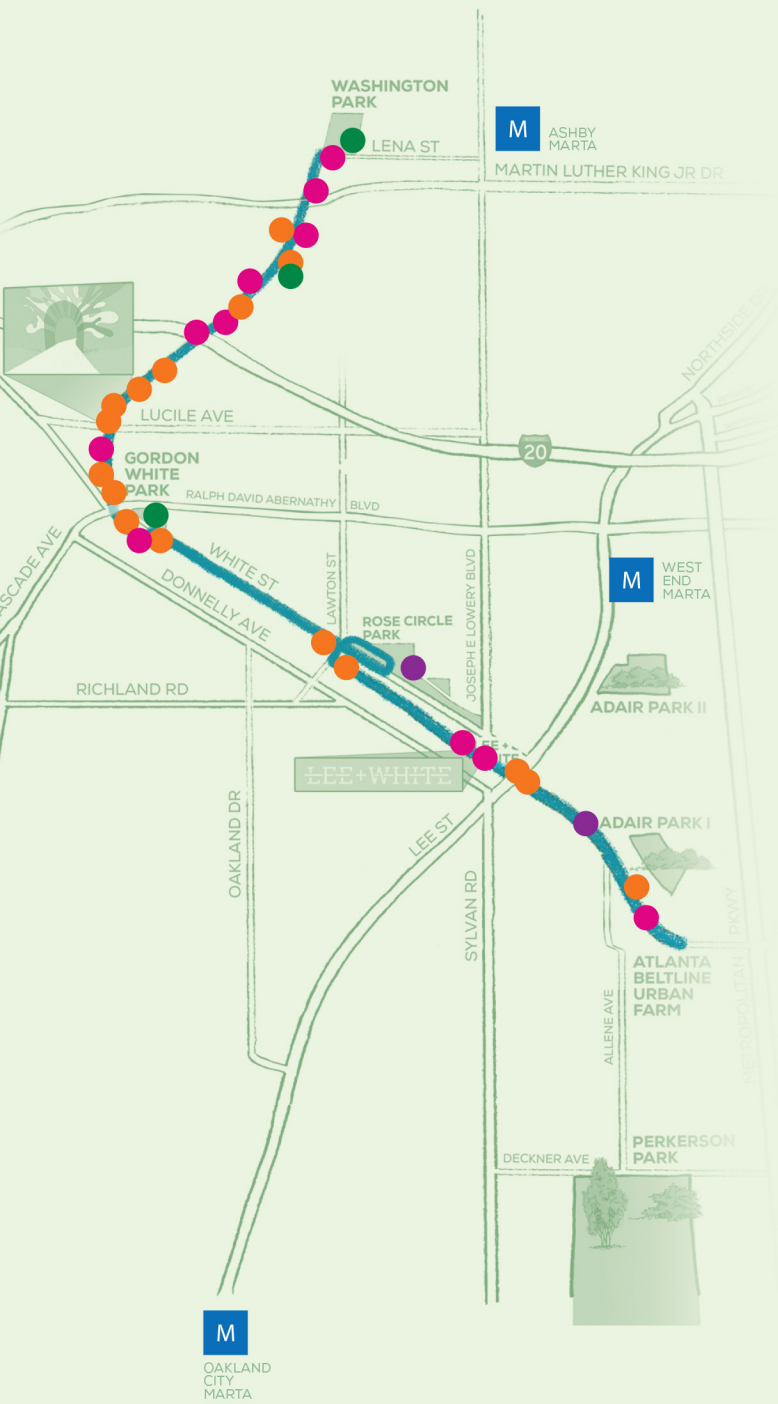 WASHINGTON
PARK
M
ASHBY
MARTA
LENA ST
MARTIN LUTHER KING JR DR
NORTHSIDE DR
LUCILE AVE
20
GORDON
WHITE
PARK
RALPH DAVID ABERNATHY BLVD
CASCADE AVE
WHITE ST
DONNELLY AVE
LAWTON ST
ROSE CIRCLE
PARK
JOSEPH E LOWERY BLVD
M
WEST
END
MARTA
RICHLAND RD
ADAIR PARK II
LEE+WHITE
OAKLAND DR
LEE ST
SYLVAN RD
ADAIR PARK I
ATLANTA
BELTLINE
URBAN
FARM
METROPOLITAN PKWY
ALLENE AVE
DECKNER AVE
PERKERSON
PARK
M
OAKLAND
CITY
MARTA